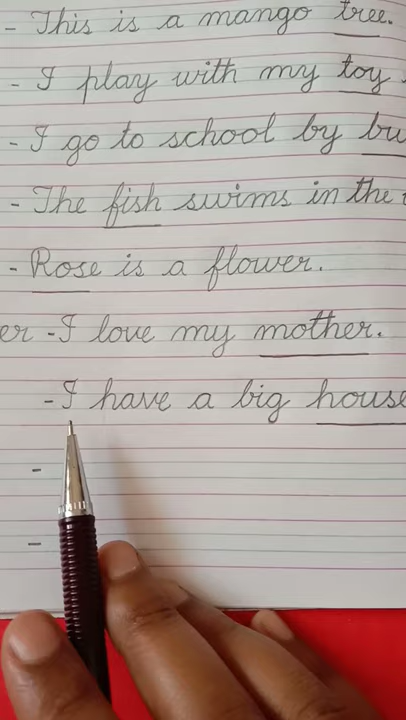 - This is a mango tree.
- I play with my toy.
- I go to school by bu
- The fish swims in the
- Rose is a flower.
er - I love my mother.
- I have a big house
-
-